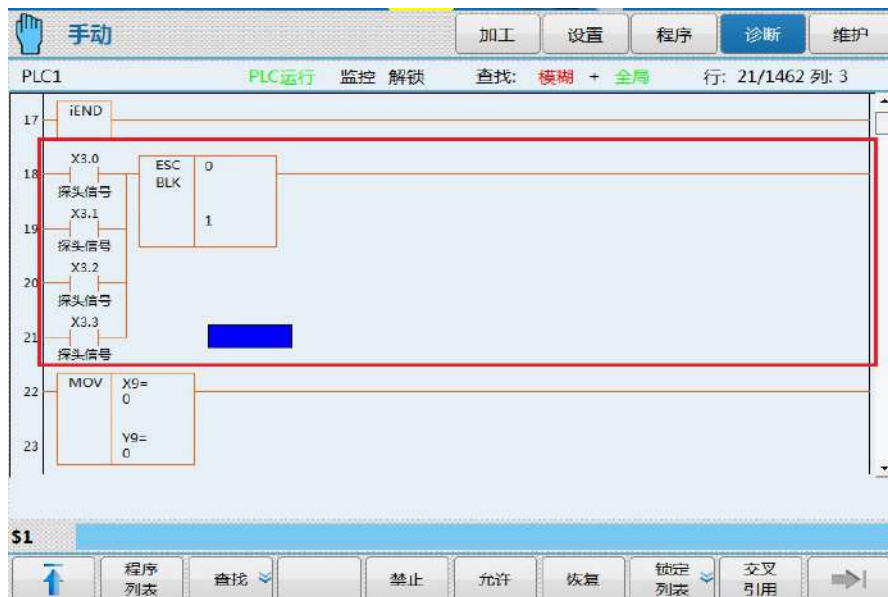 手动 加工 设置 程序 诊断 维护
PLC1 PLC运行 监控 解锁 查找: 模糊 + 全局 行: 21/1462 列: 3
17 iEND
X3.0
18 ESC 0
BLK
探头信号
X3.1
19 1
探头信号
X3.2
20
探头信号
X3.3
21
探头信号
22 MOV X9=
0
Y9=
23 0
$1
程序
列表
查找
禁止
允许
恢复
锁定
列表
交叉
引用